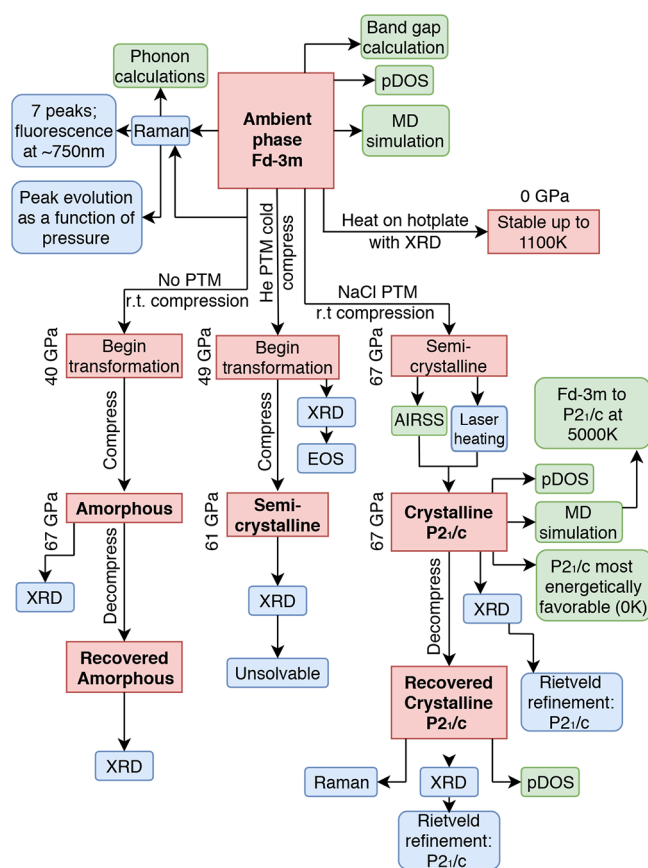 Band gap
calculation
Phonon
calculations
pDOS
Ambient
phase
Fd-3m
7 peaks;
fluorescence
at ~750nm
Raman
MD
simulation
Peak evolution
as a function of
pressure
0 GPa
Heat on hotplate
with XRD
Stable up to
1100K
He PTM cold
compress
No PTM
r.t. compression
NaCl PTM
r.t compression
40 GPa
Begin
transformation
49 GPa
Begin
transformation
67 GPa
Semi-
crystalline
Fd-3m to
P2₁/c at
5000K
Compress
Compress
XRD
EOS
AIRSS
Laser
heating
67 GPa
Amorphous
61 GPa
Semi-
crystalline
67 GPa
Crystalline
P2₁/c
pDOS
MD
simulation
P2₁/c most
energetically
favorable (0K)
XRD
Decompress
XRD
Decompress
XRD
Recovered
Amorphous
Unsolvable
Recovered
Crystalline
P2₁/c
Rietveld
refinement:
P2₁/c
XRD
Raman
XRD
pDOS
Rietveld
refinement:
P2₁/c